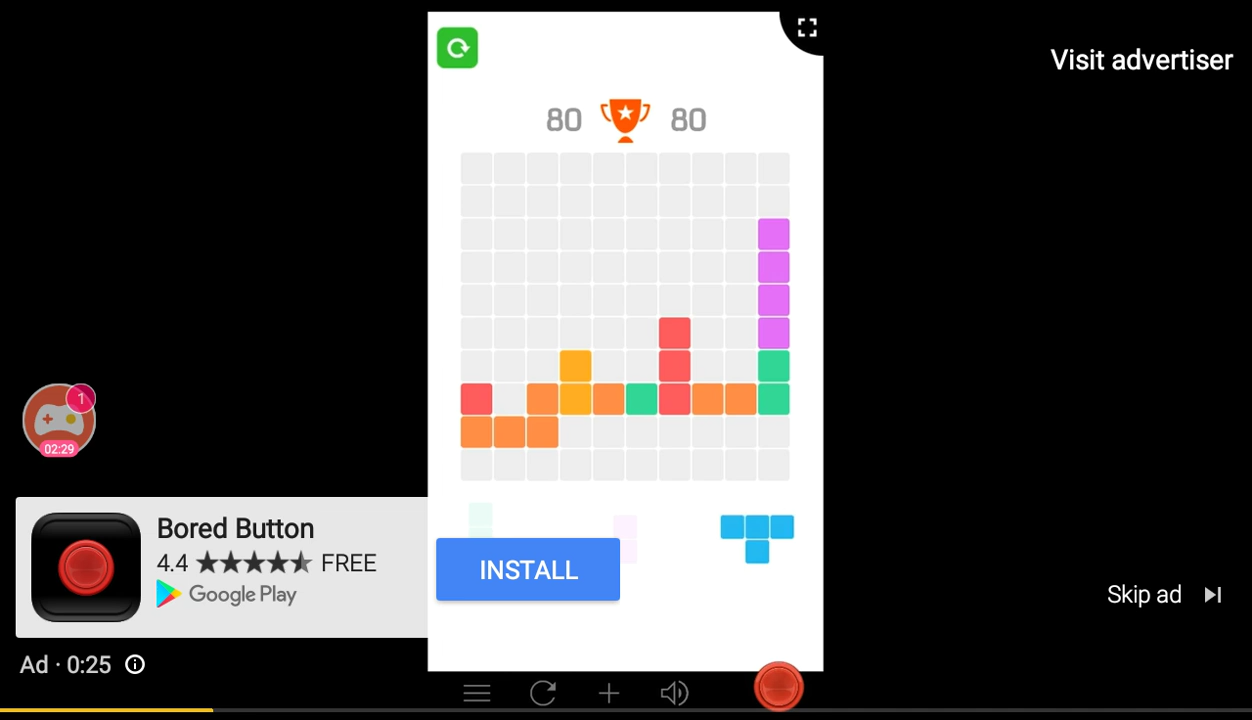 Visit advertiser
80 80
1
02:29
Bored Button
4.4 FREE
Google Play
INSTALL
Skip ad
Ad · 0:25